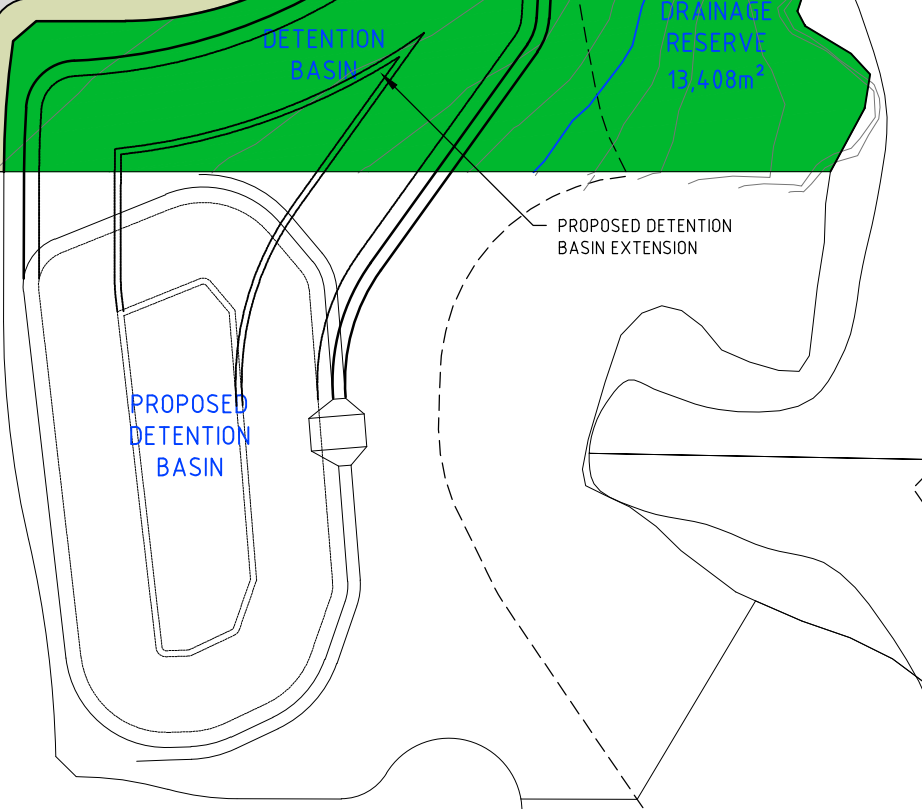 DETENTION
BASIN
DRAINAGE
RESERVE
13,408m²
PROPOSED DETENTION
BASIN EXTENSION
PROPOSED
DETENTION
BASIN